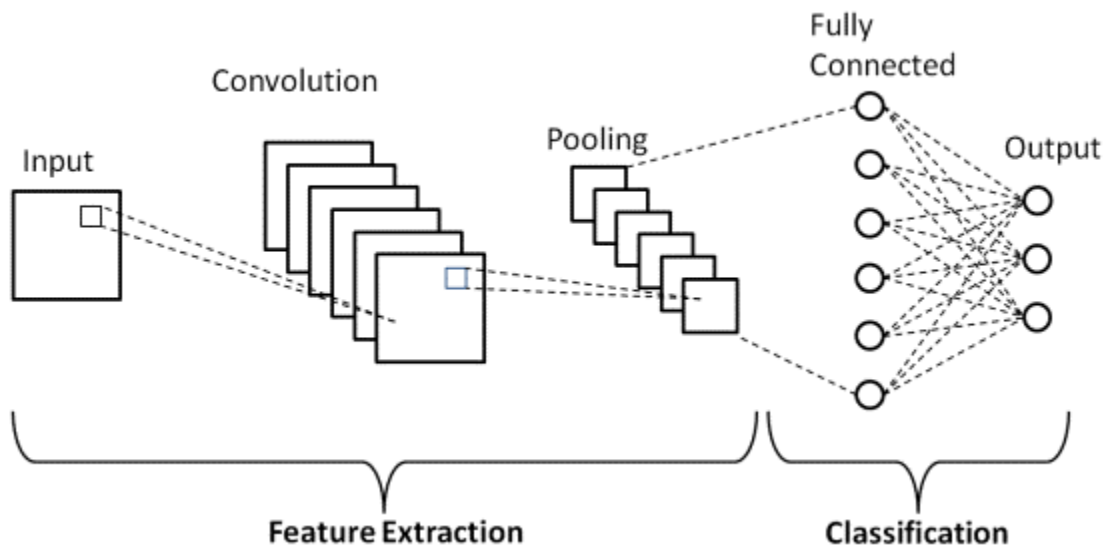 Fully
Connected
Convolution
Pooling
Input
Output
Feature Extraction
Classification